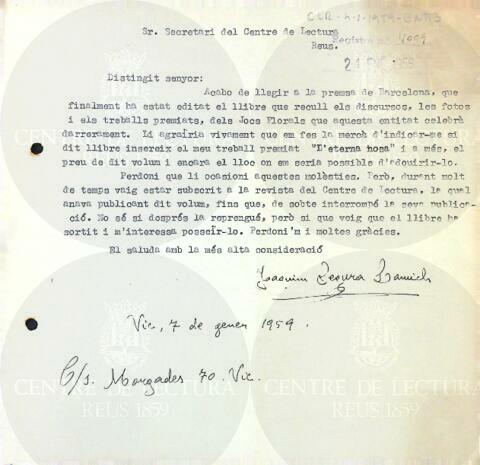 CLR-4-1-1959-ENT13
Sr. Secretari del Centre de Lectura
Reus.
Registre n.º 4009
Distingit senyor:
Acabo de llegir a la premsa de Barcelona, que
finalment ha estat editat el llibre que recull els discursos, les fotos
i els treballs premiats, dels Jocs Florals que aquesta entitat celebrà
darrerament. Li agrairia vivament que em fes la mercè d'indicar-me si
dit llibre insereix el meu treball premiat "D'eterna hosa" i a més, el
preu de dit volum i encara el lloc on em seria possible d'adquirir-lo.
Perdoni que li ocasioni aquestes molèsties. Però, durant molt
de temps vaig estar subscrit a la revista del Centre de Lectura, la qual
anava publicant dit volum, fins que, de sobte interrompé la seva publica-
ció. No sé si després la reprengué, però si que veig que el llibre ha
sortit i m'interessa posseïr-lo. Perdoni'm i moltes gràcies.
El saluda amb la més alta consideració
Joaquim Segura Lamich
Vic, 7 de gener 1959.
C/s. Morgades 70. Vic.
CENTRE DE LECTURA
REUS 1859
CENTRE DE LECTURA
REUS 1859